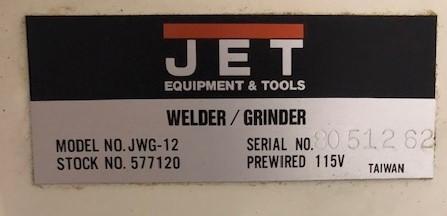 JET
EQUIPMENT & TOOLS
WELDER / GRINDER
MODEL NO. JWG-12 SERIAL NO. 8051262
STOCK NO. 577120 PREWIRED 115V TAIWAN